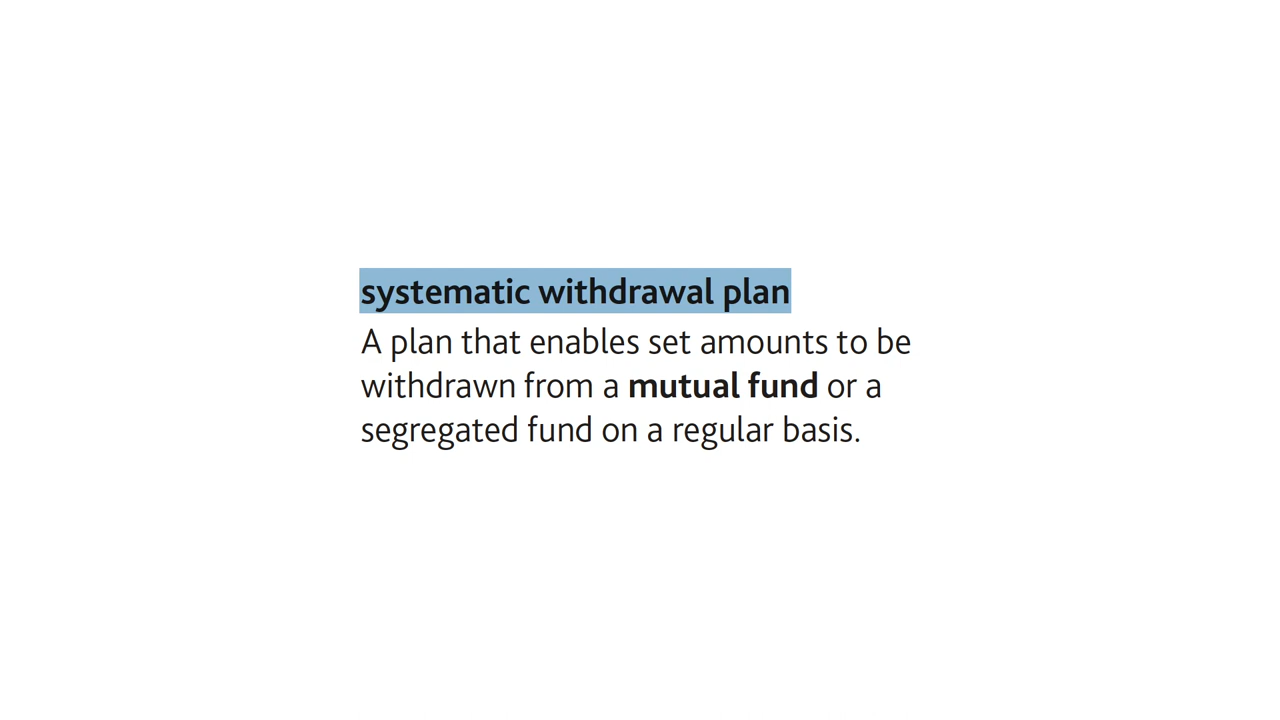 systematic withdrawal plan
A plan that enables set amounts to be
withdrawn from a mutual fund or a
segregated fund on a regular basis.